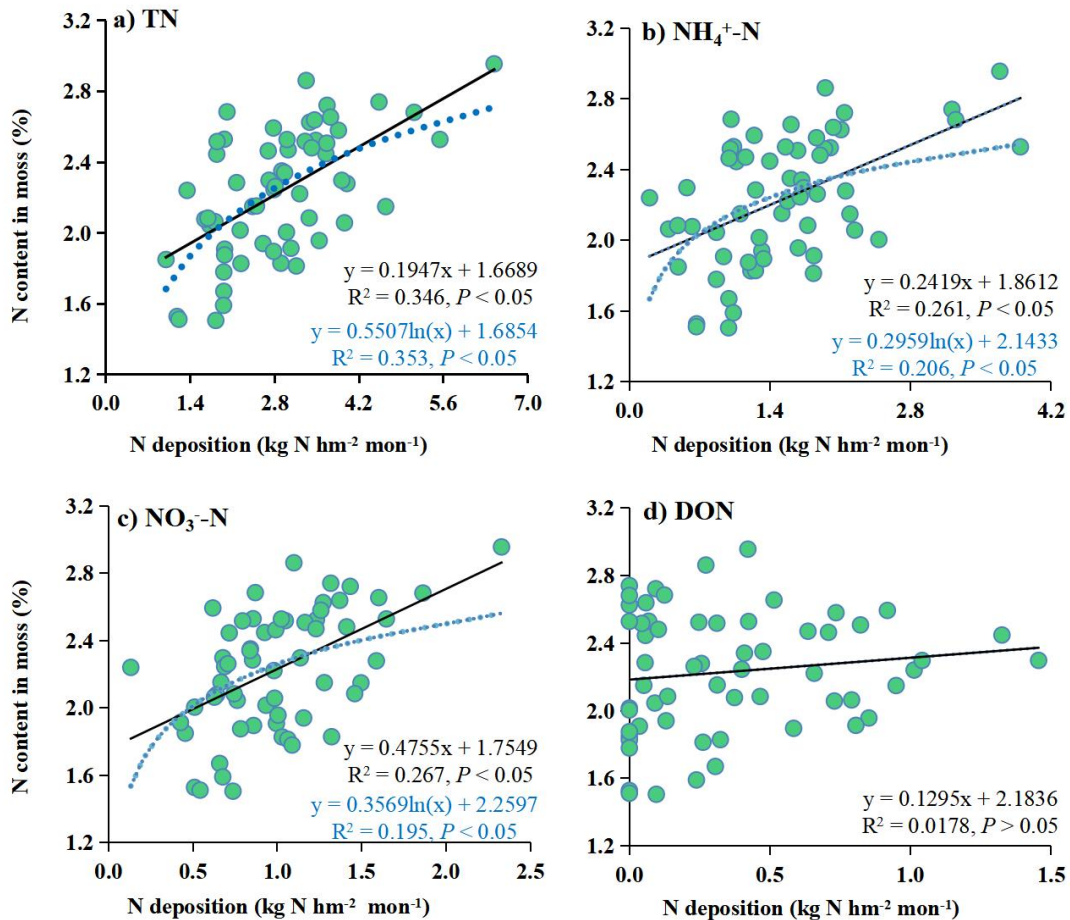 a) TN
N content in moss (%)
3.2
2.8
2.4
2.0
1.6
1.2
y = 0.1947x + 1.6689
R² = 0.346, P < 0.05
y = 0.5507ln(x) + 1.6854
R² = 0.353, P < 0.05
0.0 1.4 2.8 4.2 5.6 7.0
N deposition (kg N hm⁻² mon⁻¹)
b) NH₄⁺-N
3.2
2.8
2.4
2.0
1.6
1.2
y = 0.2419x + 1.8612
R² = 0.261, P < 0.05
y = 0.2959ln(x) + 2.1433
R² = 0.206, P < 0.05
0.0 1.4 2.8 4.2
N deposition (kg N hm⁻² mon⁻¹)
c) NO₃⁻-N
N content in moss (%)
3.2
2.8
2.4
2.0
1.6
1.2
y = 0.4755x + 1.7549
R² = 0.267, P < 0.05
y = 0.3569ln(x) + 2.2597
R² = 0.195, P < 0.05
0.0 0.5 1.0 1.5 2.0 2.5
N deposition (kg N hm⁻² mon⁻¹)
d) DON
3.2
2.8
2.4
2.0
1.6
1.2
y = 0.1295x + 2.1836
R² = 0.0178, P > 0.05
0.0 0.5 1.0 1.5
N deposition (kg N hm⁻² mon⁻¹)